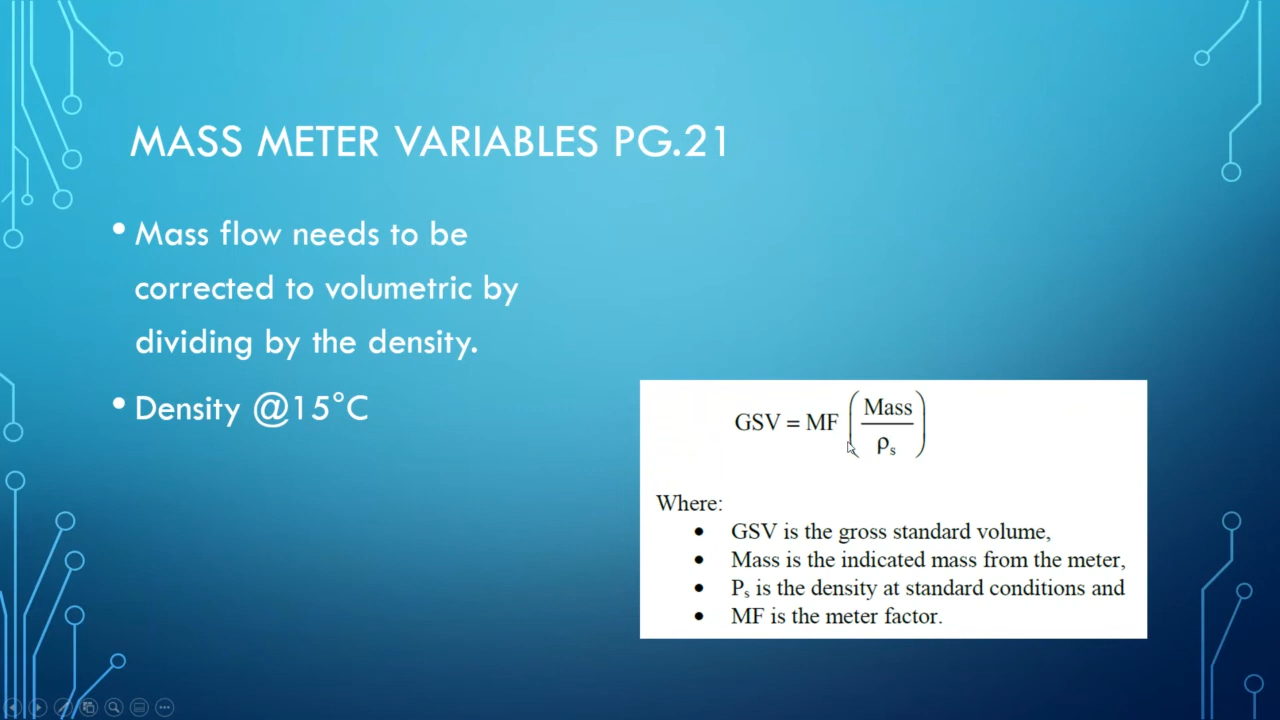 MASS METER VARIABLES PG.21
• Mass flow needs to be
corrected to volumetric by
dividing by the density.
• Density @15°C
GSV = MF (Mass / ρs)
Where:
• GSV is the gross standard volume,
• Mass is the indicated mass from the meter,
• Ps is the density at standard conditions and
• MF is the meter factor.